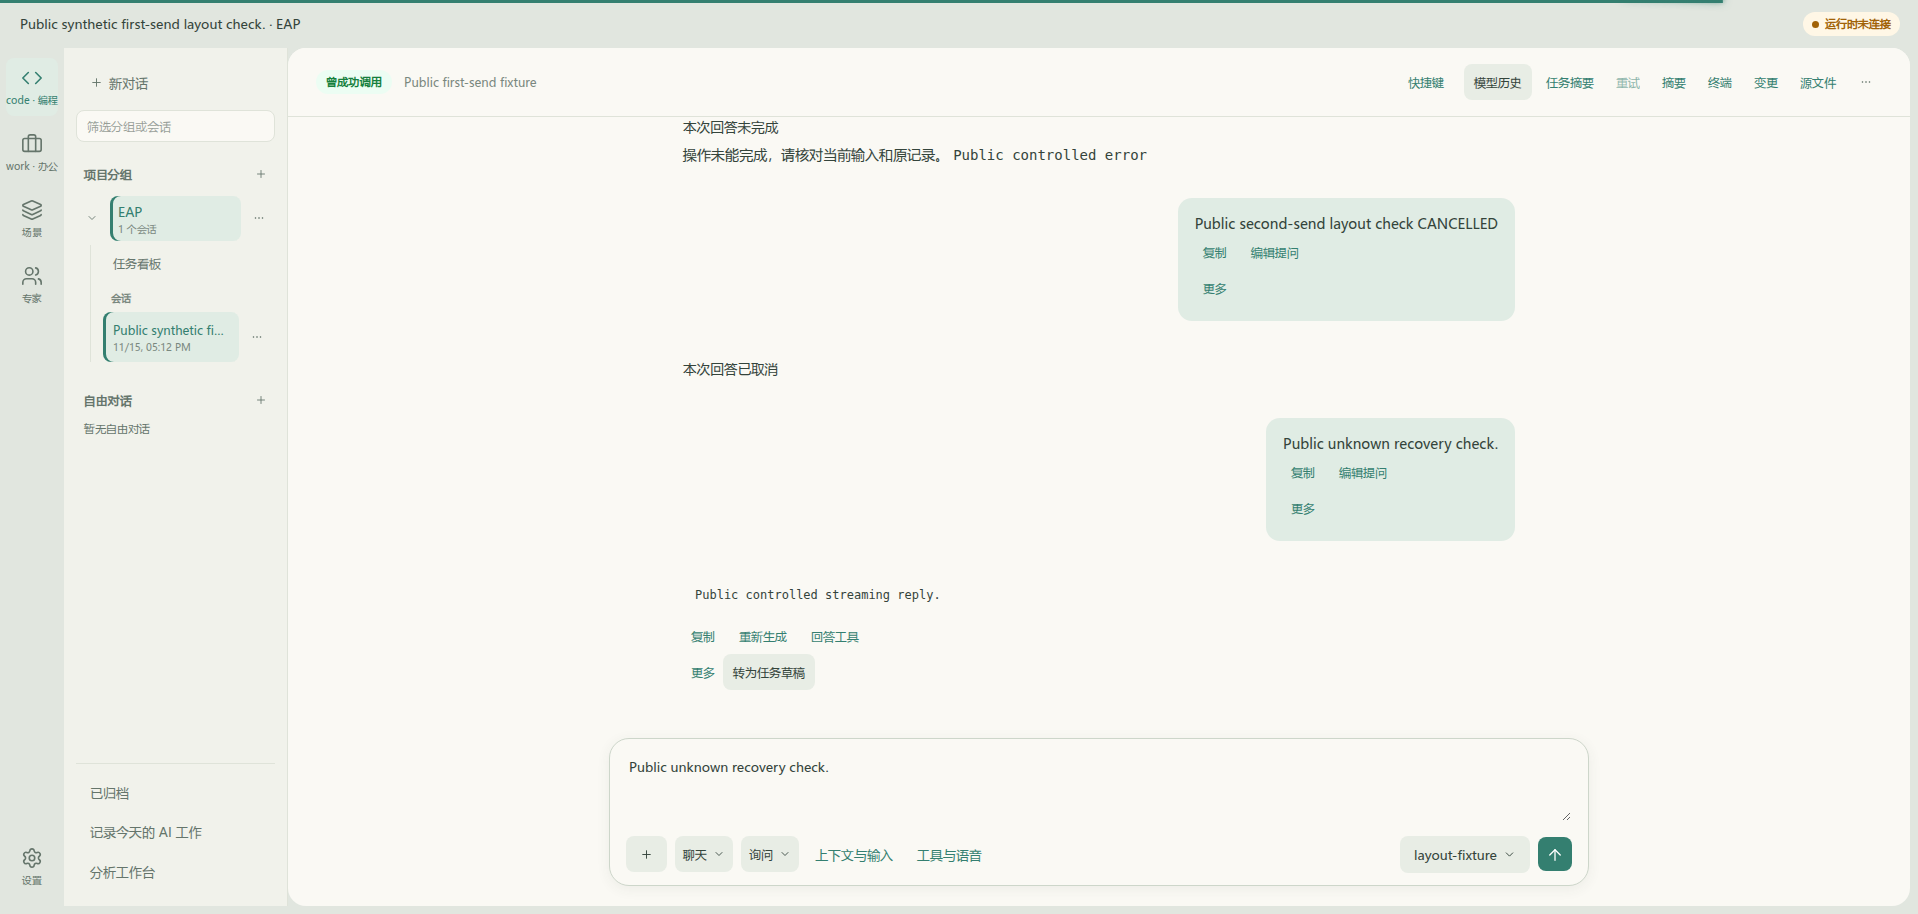 Public synthetic first-send layout check. · EAP
运行时未连接
code · 编程
work · 办公
场景
专家
设置
+ 新对话
筛选分组或会话
项目分组 +
EAP
1 个会话
...
任务看板
会话
Public synthetic fi...
11/15, 05:12 PM
...
自由对话 +
暂无自由对话
已归档
记录今天的 AI 工作
分析工作台
曾成功调用 Public first-send fixture
快捷键 模型历史 任务摘要 重试 摘要 终端 变更 源文件 ...
本次回答未完成
操作未能完成，请核对当前输入和原记录。 Public controlled error
Public second-send layout check CANCELLED
复制 编辑提问
更多
本次回答已取消
Public unknown recovery check.
复制 编辑提问
更多
Public controlled streaming reply.
复制 重新生成 回答工具
更多 转为任务草稿
Public unknown recovery check.
+ 聊天 询问 上下文与输入 工具与语音 layout-fixture